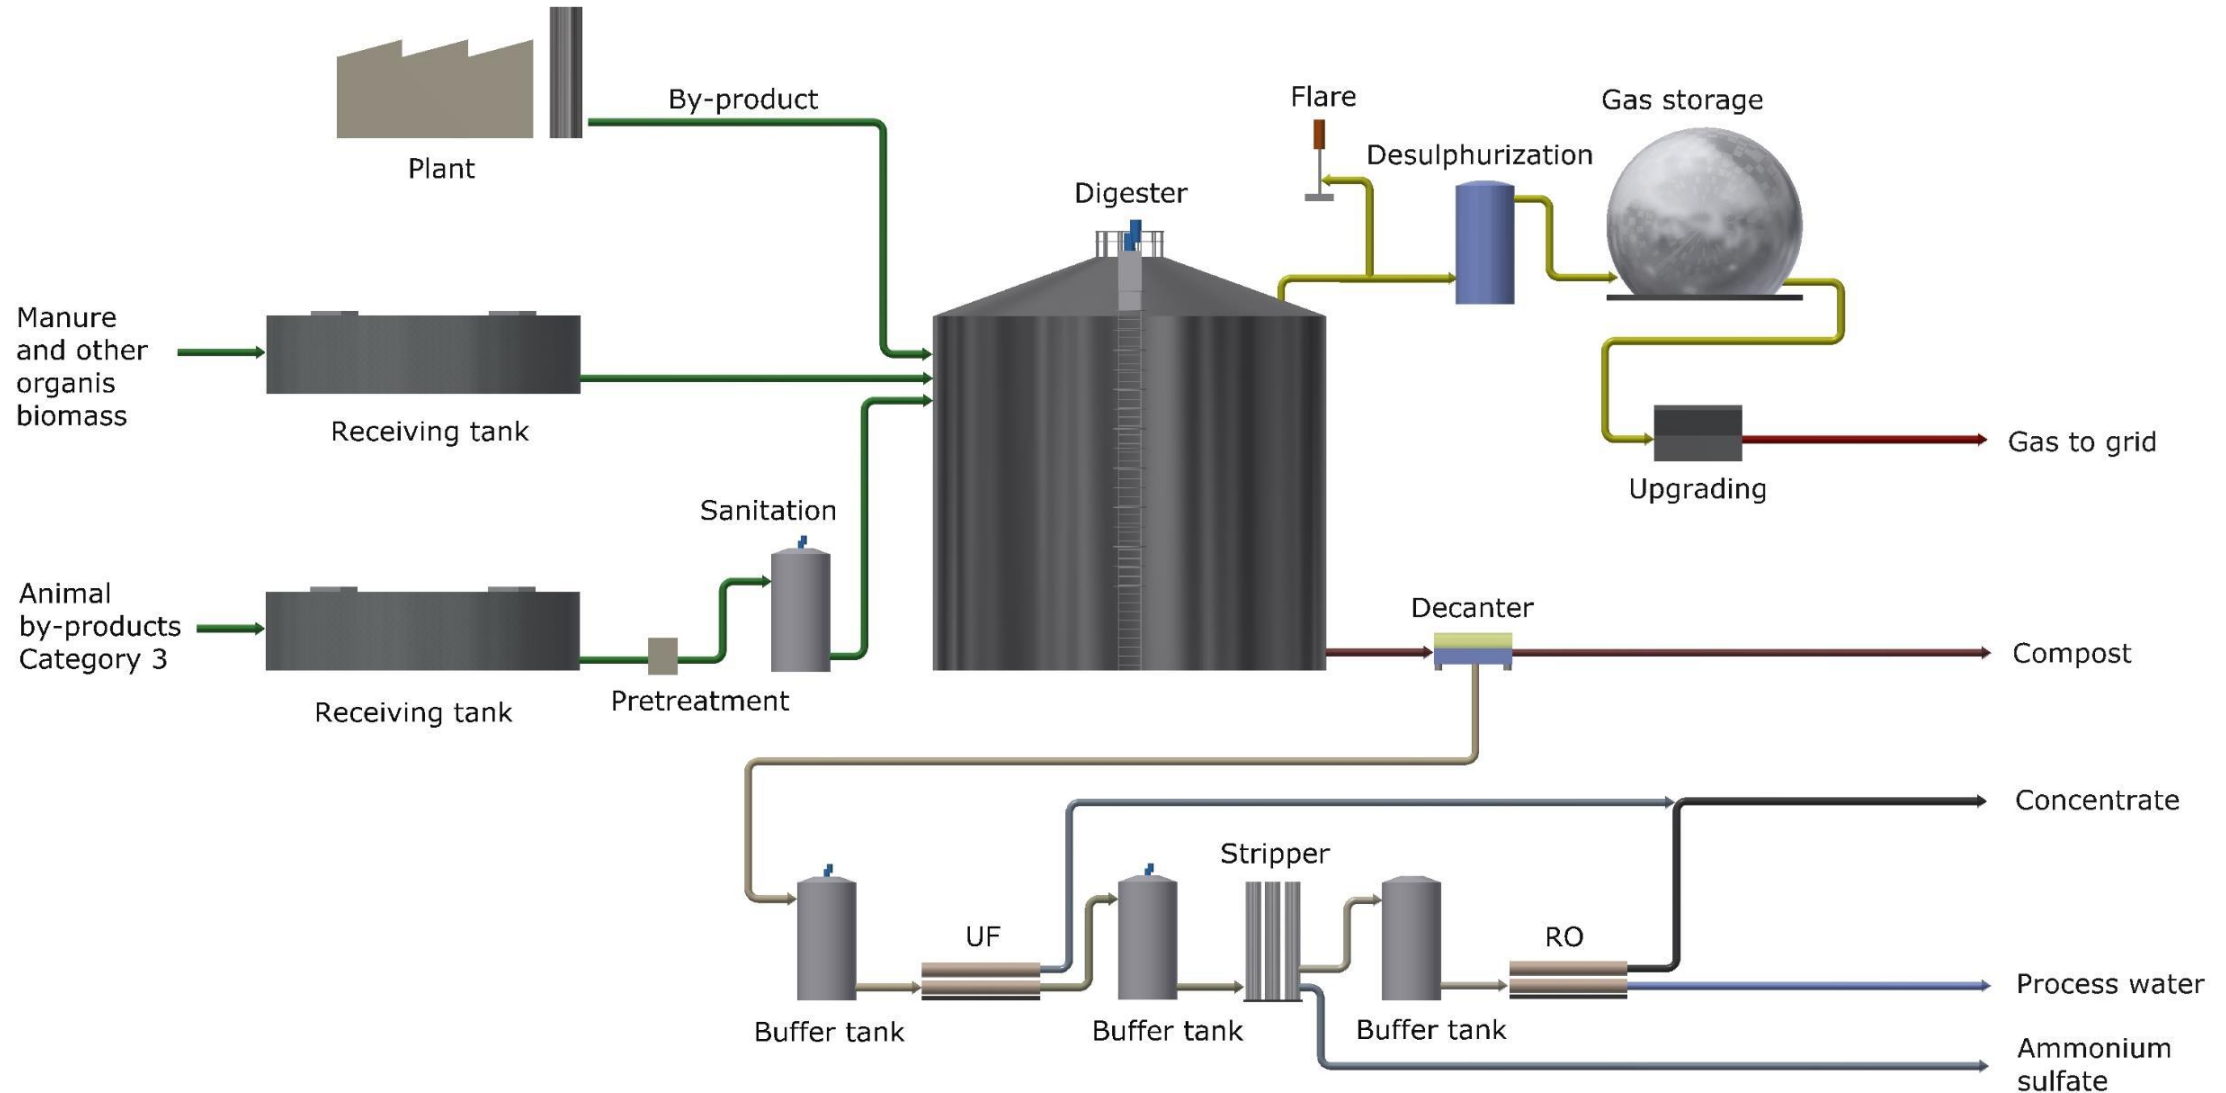 By-product
Plant
Flare
Gas storage
Desulphurization
Digester
Manure
and other
organis
biomass
Receiving tank
Gas to grid
Upgrading
Sanitation
Animal
by-products
Category 3
Receiving tank
Pretreatment
Decanter
Compost
Concentrate
Stripper
UF
RO
Process water
Buffer tank
Buffer tank
Buffer tank
Ammonium
sulfate